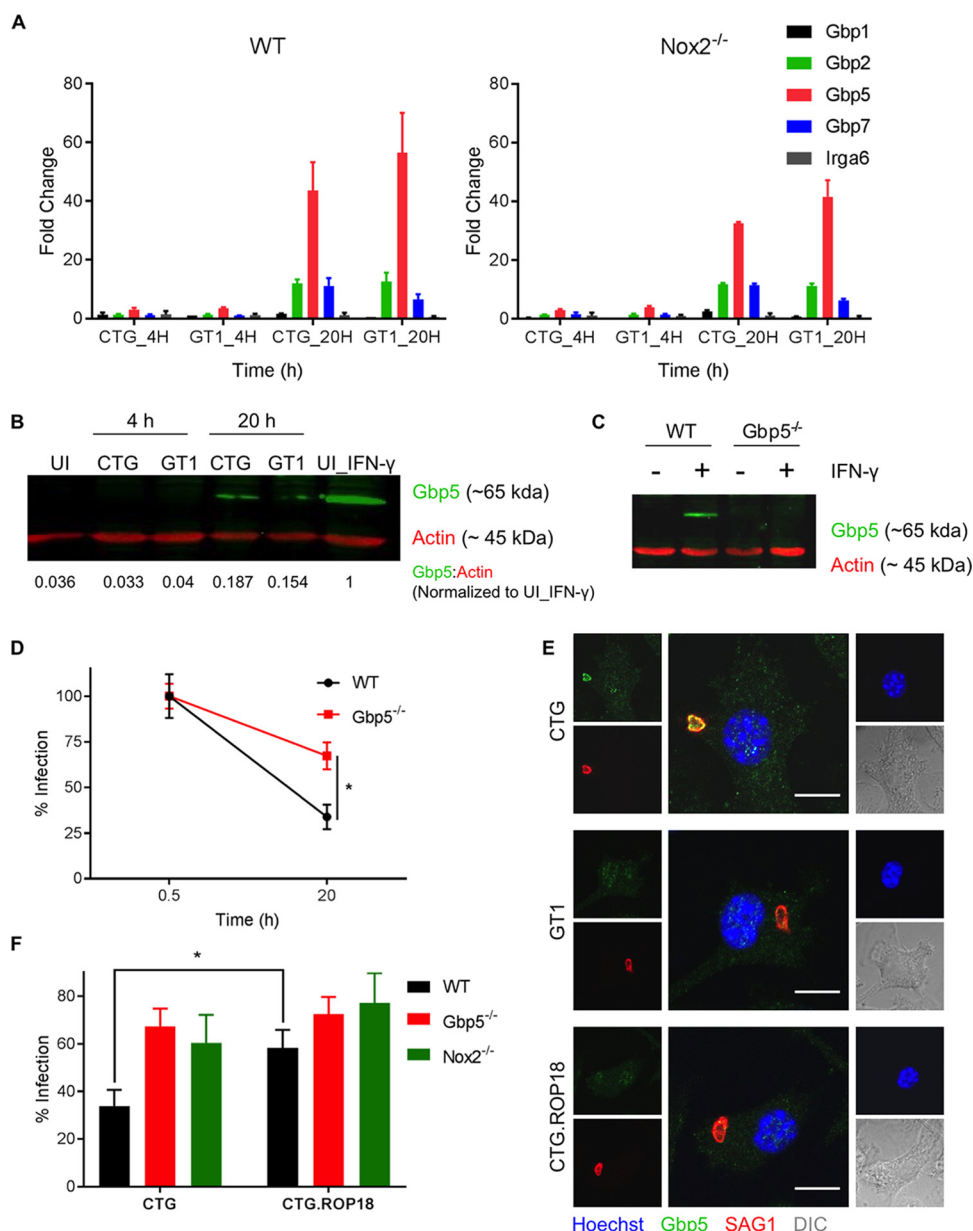 A
WT
Nox2-/-
Gbp1
Gbp2
Gbp5
Gbp7
Irga6
Fold Change
80
60
40
20
0
CTG_4H GT1_4H CTG_20H GT1_20H
Time (h)
Fold Change
80
60
40
20
0
CTG_4H GT1_4H CTG_20H GT1_20H
Time (h)
B
4 h 20 h
UI CTG GT1 CTG GT1 UI_IFN-γ
Gbp5 (~65 kda)
Actin (~ 45 kDa)
0.036 0.033 0.04 0.187 0.154 1
Gbp5:Actin
(Normalized to UI_IFN-γ)
C
WT Gbp5-/-
- + - + IFN-γ
Gbp5 (~65 kda)
Actin (~ 45 kDa)
D
% Infection
100
75
50
25
0
0.5 20
Time (h)
WT
Gbp5-/-
*
E
CTG
GT1
CTG.ROP18
Hoechst Gbp5 SAG1 DIC
F
% Infection
80
60
40
20
0
*
WT
Gbp5-/-
Nox2-/-
CTG CTG.ROP18